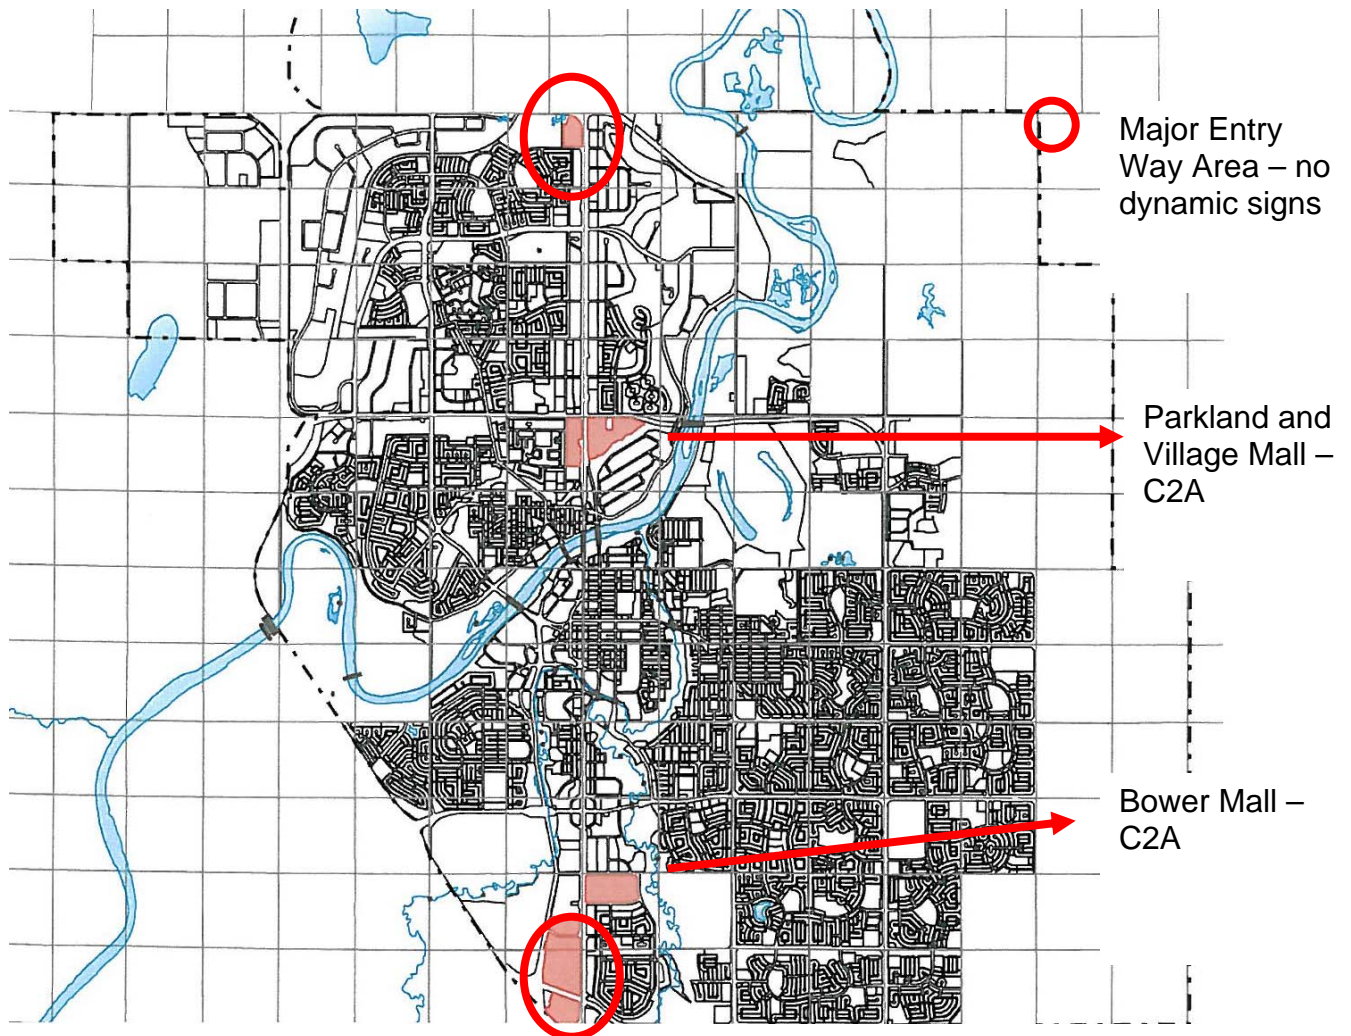 Major Entry
Way Area – no
dynamic signs
Parkland and
Village Mall –
C2A
Bower Mall –
C2A